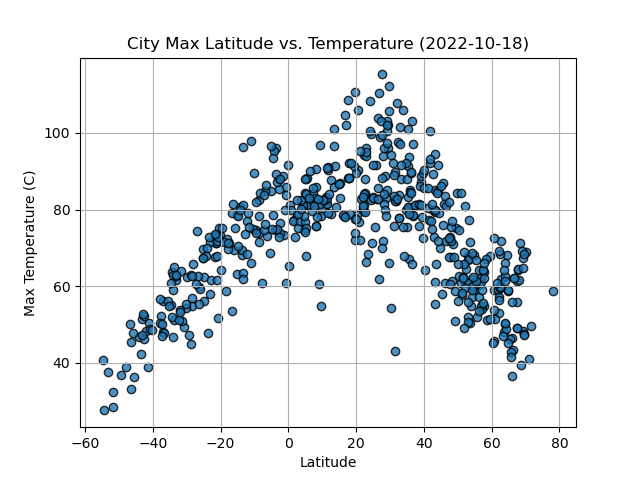 City Max Latitude vs. Temperature (2022-10-18)
Max Temperature (C)
100
80
60
40
−60 −40 −20 0 20 40 60 80
Latitude